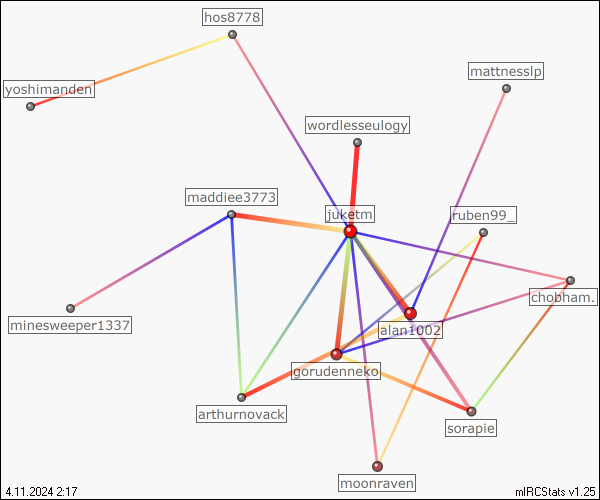 hos8778
mattnesslp
yoshimanden
wordlesseulogy
maddiee3773
juketm
ruben99_
chobham.
minesweeper1337
alan1002
gorudenneko
arthurnovack
sorapie
moonraven
4.11.2024 2:17
mIRCStats v1.25